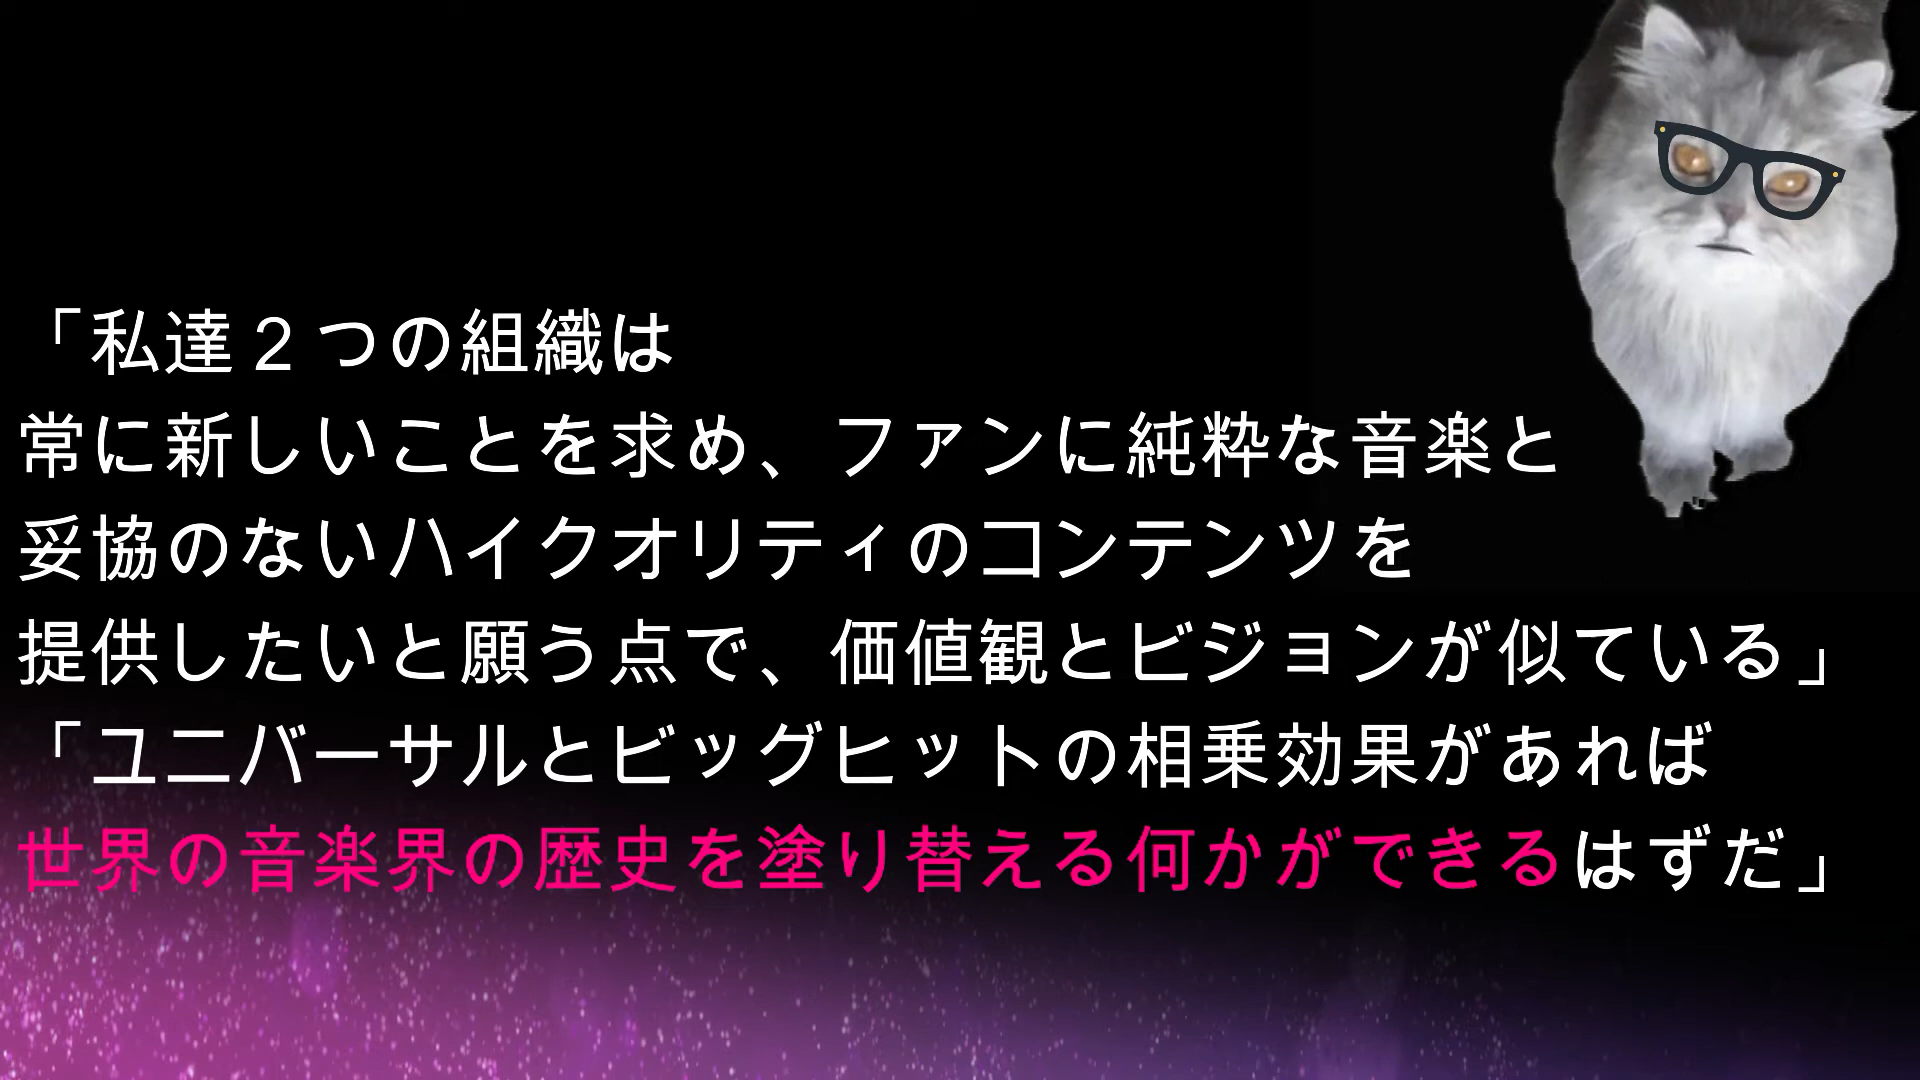 「私達２つの組織は
常に新しいことを求め、ファンに純粋な音楽と
妥協のないハイクオリティのコンテンツを
提供したいと願う点で、価値観とビジョンが似ている」
「ユニバーサルとビッグヒットの相乗効果があれば
世界の音楽界の歴史を塗り替える何かができるはずだ」